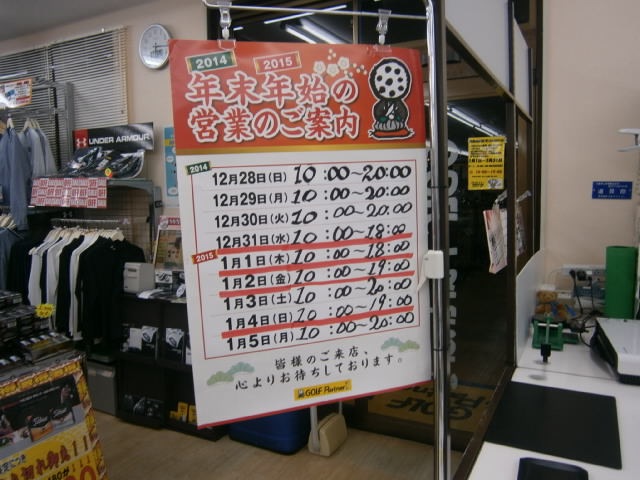 2014
2015
年末年始の
営業のご案内
2014
12月28日(日) 10:00~20:00
12月29日(月) 10:00~20:00
12月30日(火) 10:00~20:00
12月31日(水) 10:00~18:00
2015
1月1日(木) 10:00~18:00
1月2日(金) 10:00~19:00
1月3日(土) 10:00~20:00
1月4日(日) 10:00~19:00
1月5日(月) 10:00~20:00
皆様のご来店、
心よりお待ちしております。
GOLF Partner
UNDER ARMOUR
GOLF